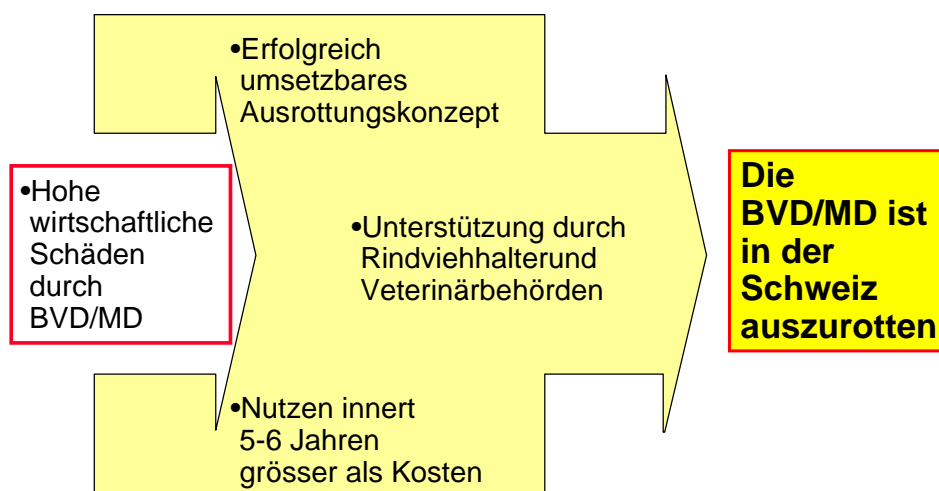 •Erfolgreich
umsetzbares
Ausrottungskonzept
•Hohe
wirtschaftliche
Schäden
durch
BVD/MD
•Unterstützung durch
Rindviehhalterund
Veterinärbehörden
Die
BVD/MD ist
in der
Schweiz
auszurotten
•Nutzen innert
5-6 Jahren
grösser als Kosten